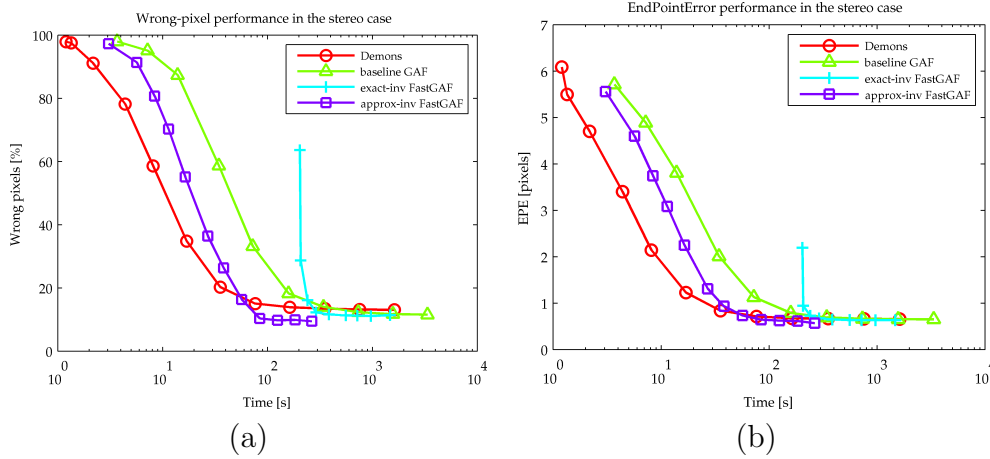 Wrong-pixel performance in the stereo case
100
80
60
40
20
0
Wrong pixels [%]
Demons
baseline GAF
exact-inv FastGAF
approx-inv FastGAF
10 0
10 1
10 2
10 3
10 4
Time [s]
(a)
EndPointError performance in the stereo case
7
6
5
4
3
2
1
0
EPE [pixels]
Demons
baseline GAF
exact-inv FastGAF
approx-inv FastGAF
10 0
10 1
10 2
10 3
10 4
Time [s]
(b)